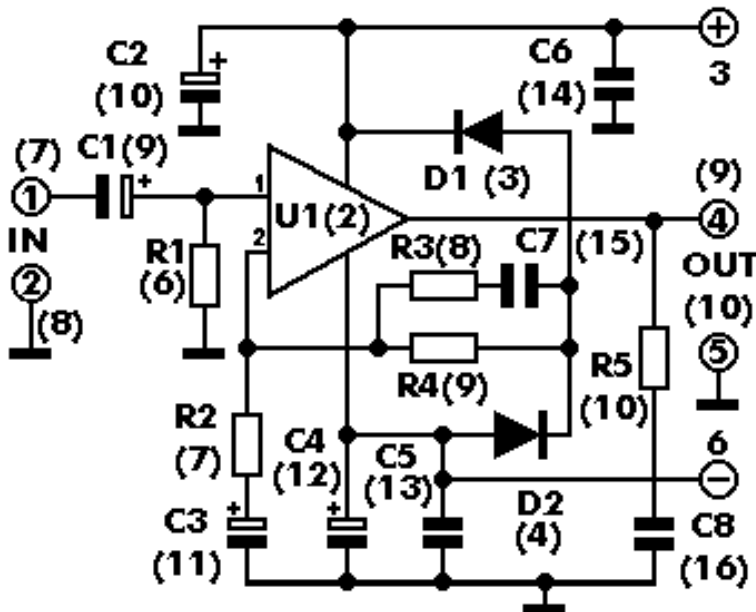 C2
+
(10)
C6
(14)
+
3
(7)
C1(9)
+
1
IN
2
(8)
R1
(6)
1
2
U1(2)
D1 (3)
R3(8)
C7
(15)
(9)
4
OUT
(10)
5
R4(9)
R5
(10)
R2
(7)
C4
(12)
+
C5
(13)
6
−
C3
(11)
+
D2
(4)
C8
(16)